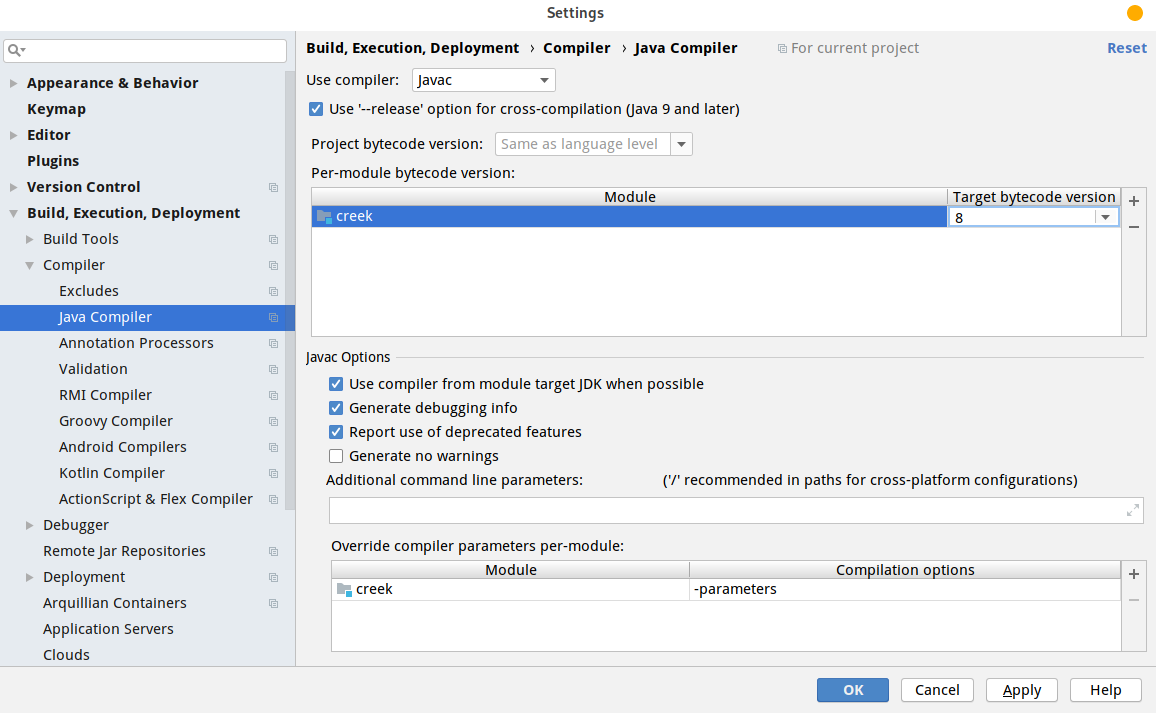 Settings
Appearance & Behavior
Keymap
Editor
Plugins
Version Control
Build, Execution, Deployment
Build Tools
Compiler
Excludes
Java Compiler
Annotation Processors
Validation
RMI Compiler
Groovy Compiler
Android Compilers
Kotlin Compiler
ActionScript & Flex Compiler
Debugger
Remote Jar Repositories
Deployment
Arquillian Containers
Application Servers
Clouds
Build, Execution, Deployment › Compiler › Java Compiler For current project Reset
Use compiler: Javac
Use '--release' option for cross-compilation (Java 9 and later)
Project bytecode version: Same as language level
Per-module bytecode version:
Module Target bytecode version
creek 8
Javac Options
Use compiler from module target JDK when possible
Generate debugging info
Report use of deprecated features
Generate no warnings
Additional command line parameters: ('/' recommended in paths for cross-platform configurations)
Override compiler parameters per-module:
Module Compilation options
creek -parameters
OK Cancel Apply Help